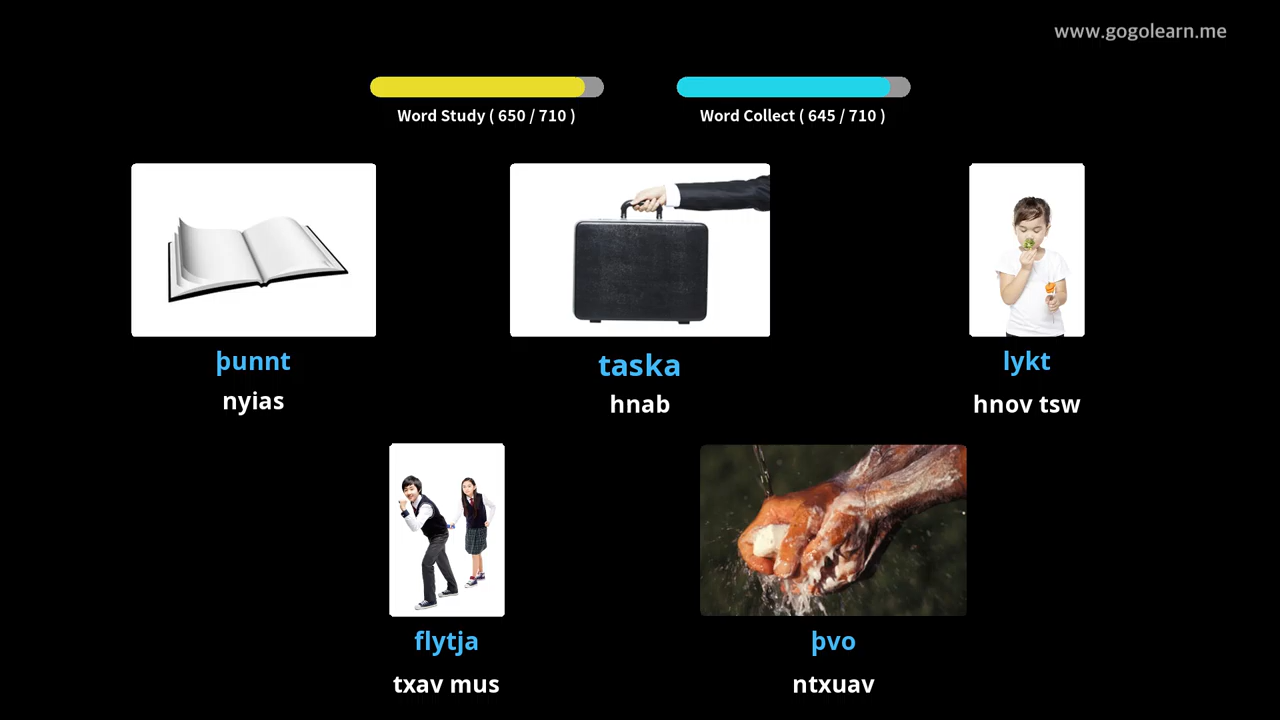 www.gogolearn.me
Word Study ( 650 / 710 )
Word Collect ( 645 / 710 )
þunnt
nyias
taska
hnab
lykt
hnov tsw
flytja
txav mus
þvo
ntxuav